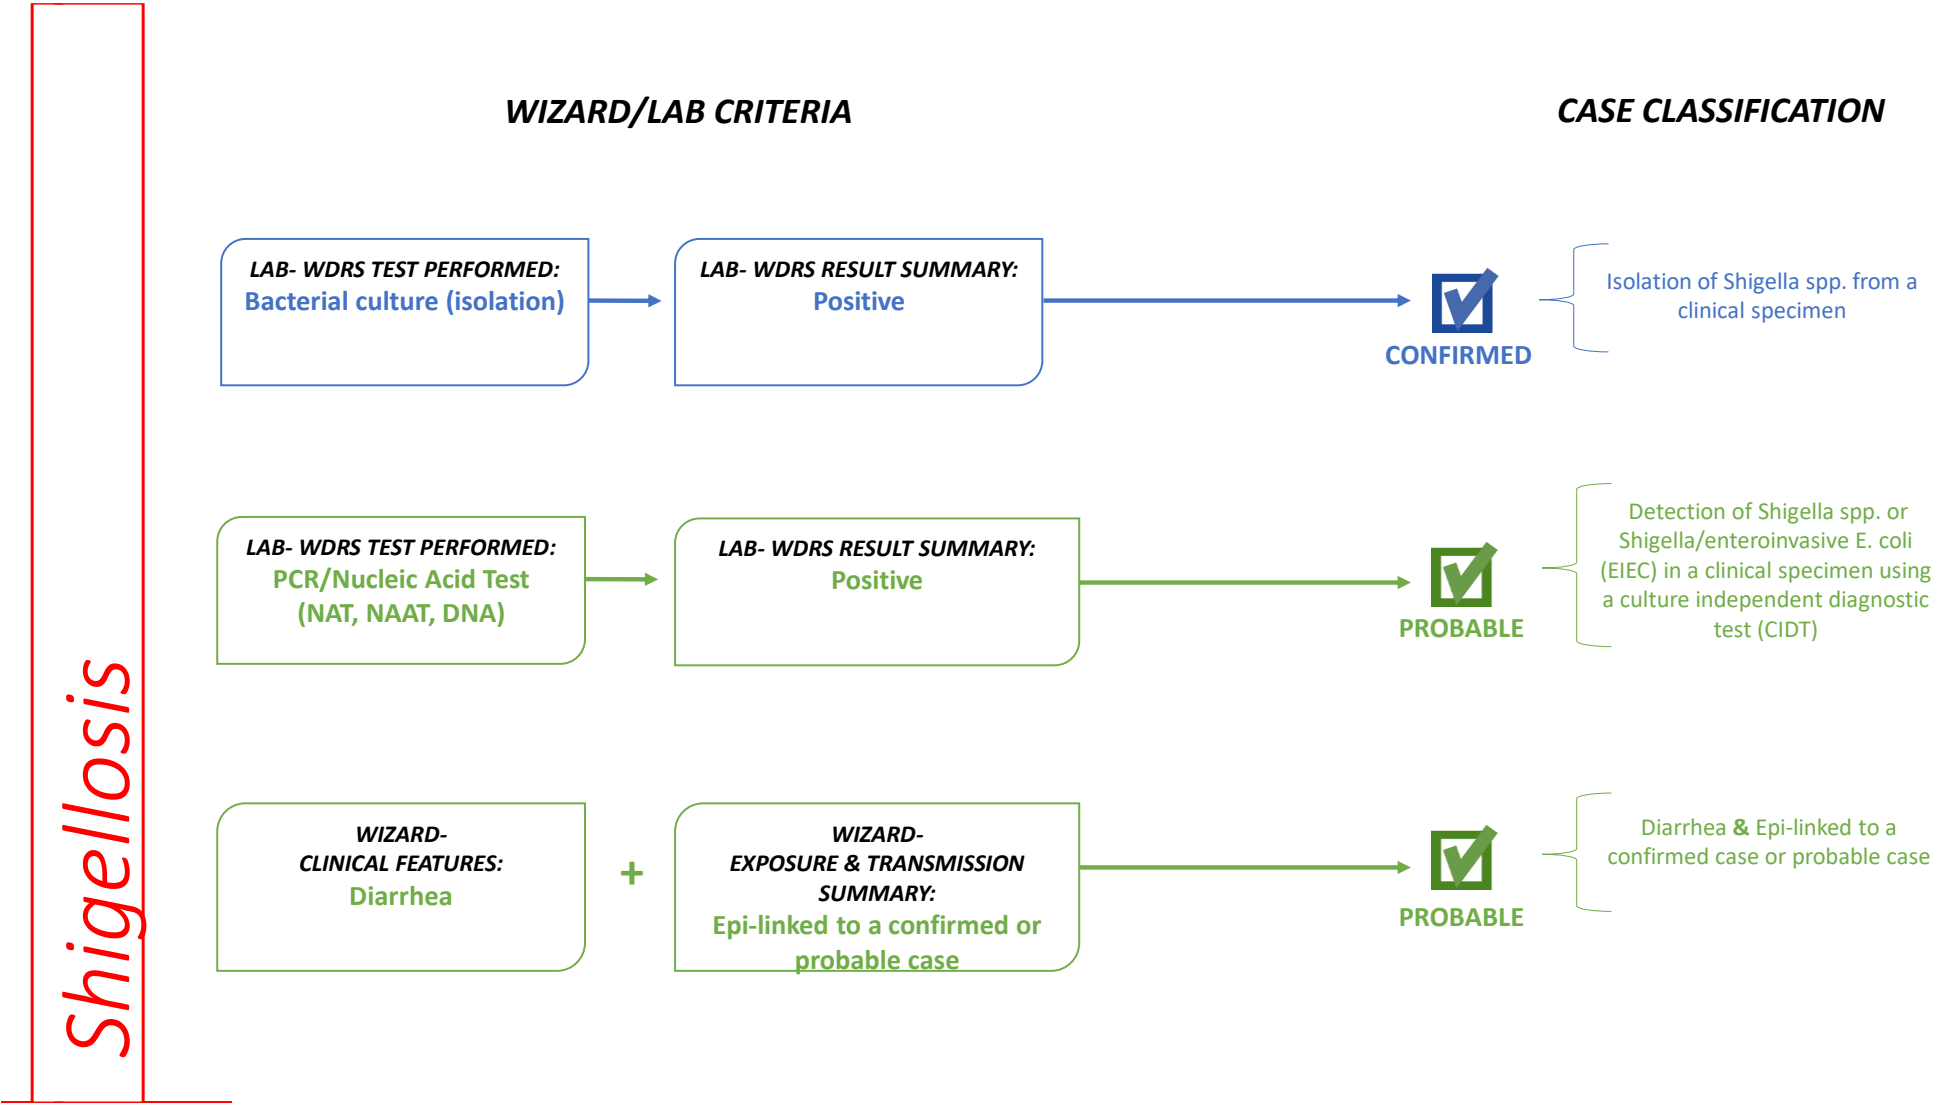 Shigellosis
WIZARD/LAB CRITERIA
CASE CLASSIFICATION
LAB- WDRS TEST PERFORMED:
Bacterial culture (isolation)
LAB- WDRS RESULT SUMMARY:
Positive
CONFIRMED
Isolation of Shigella spp. from a
clinical specimen
LAB- WDRS TEST PERFORMED:
PCR/Nucleic Acid Test
(NAT, NAAT, DNA)
LAB- WDRS RESULT SUMMARY:
Positive
PROBABLE
Detection of Shigella spp. or
Shigella/enteroinvasive E. coli
(EIEC) in a clinical specimen using
a culture independent diagnostic
test (CIDT)
WIZARD-
CLINICAL FEATURES:
Diarrhea
+
WIZARD-
EXPOSURE & TRANSMISSION
SUMMARY:
Epi-linked to a confirmed or
probable case
PROBABLE
Diarrhea & Epi-linked to a
confirmed case or probable case